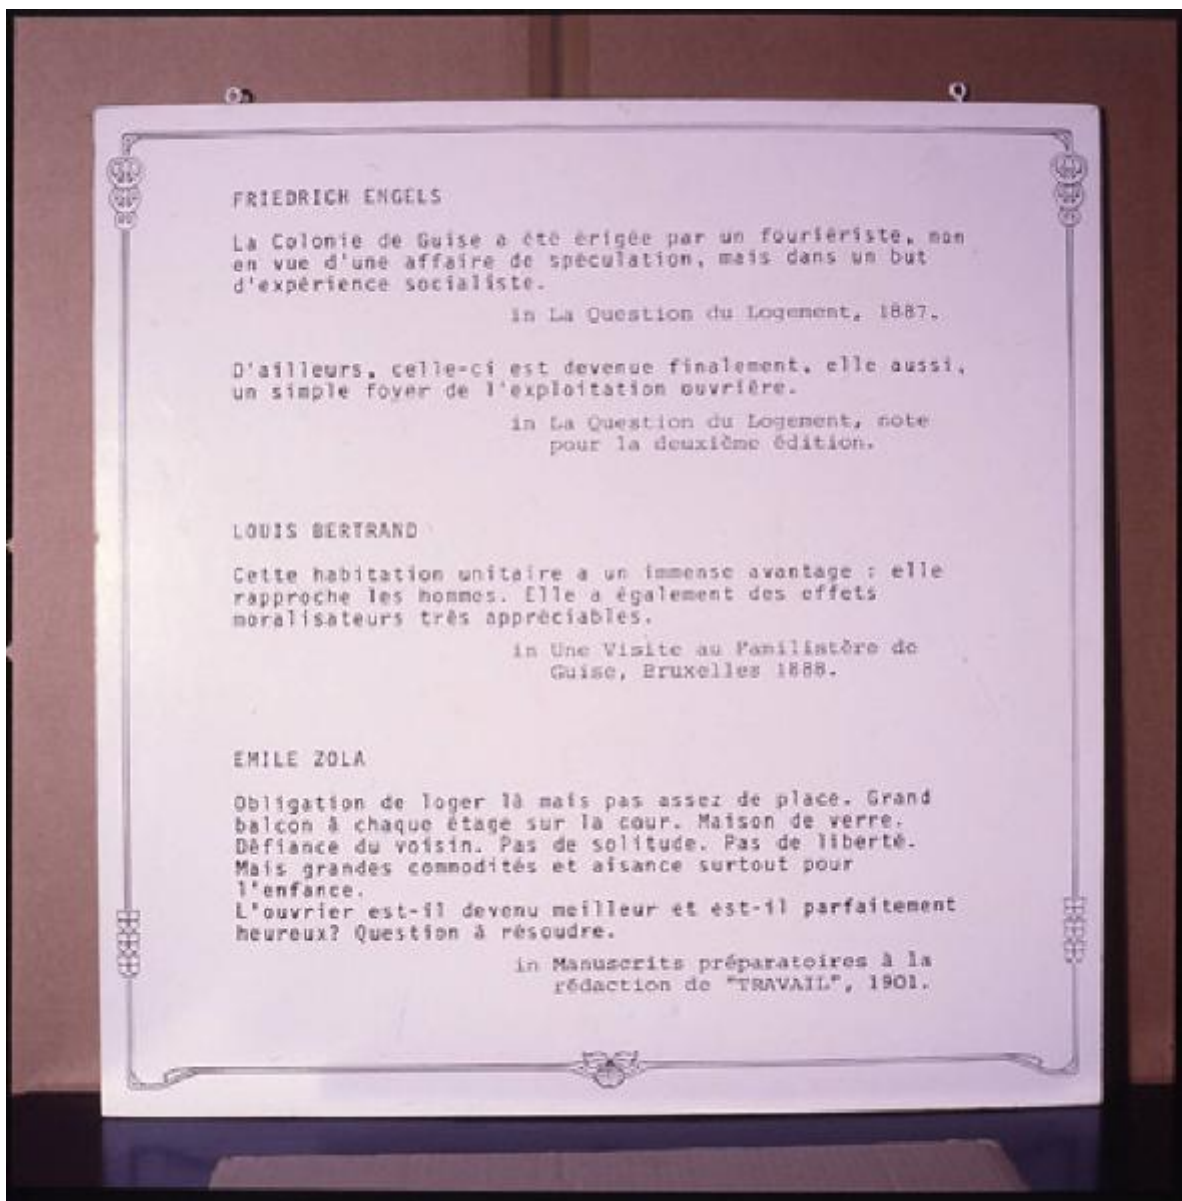 FRIEDRICH ENGELS
La Colonie de Guise a été érigée par un fouriériste, non
en vue d'une affaire de spéculation, mais dans un but
d'expérience socialiste.
in La Question du Logement, 1887.
D'ailleurs, celle-ci est devenue finalement, elle aussi,
un simple foyer de l'exploitation ouvrière.
in La Question du Logement, note
pour la deuxième édition.
LOUIS BERTRAND
Cette habitation unitaire a un immense avantage : elle
rapproche les hommes. Elle a également des effets
moralisateurs très appréciables.
in Une Visite au Familistère de
Guise, Bruxelles 1888.
EMILE ZOLA
Obligation de loger là mais pas assez de place. Grand
balcon à chaque étage sur la cour. Maison de verre.
Défiance du voisin. Pas de solitude. Pas de liberté.
Mais grandes commodités et aisance surtout pour
l'enfance.
L'ouvrier est-il devenu meilleur et est-il parfaitement
heureux? Question à résoudre.
in Manuscrits préparatoires à la
rédaction de "TRAVAIL", 1901.